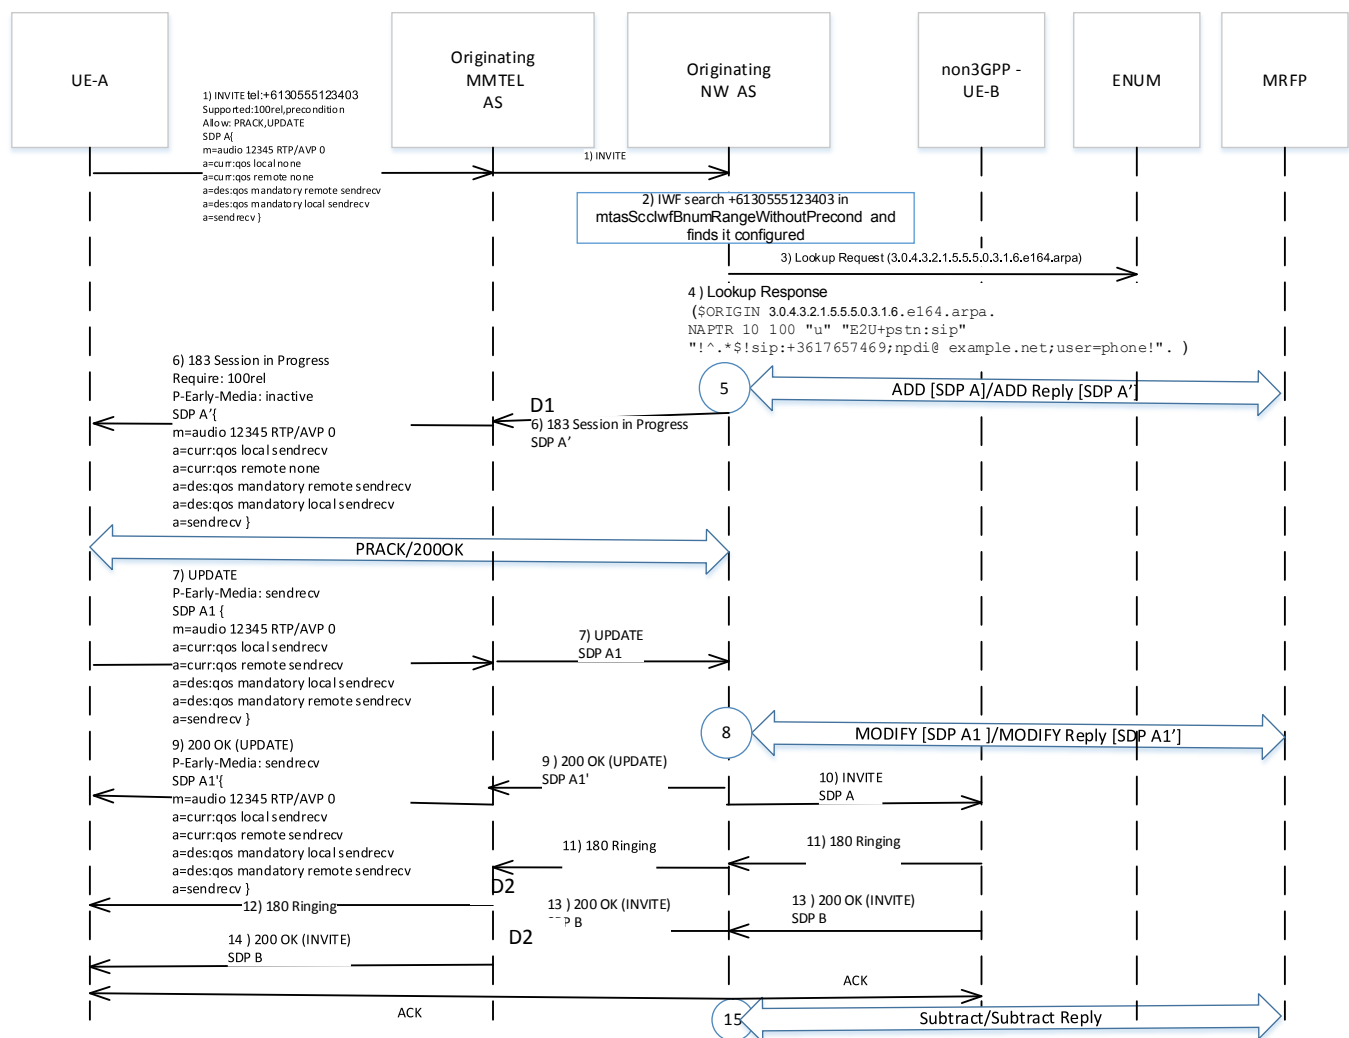 UE-A
Originating
MMTEL
AS
Originating
NW AS
non3GPP -
UE-B
ENUM
MRFP
1) INVITE tel:+6130555123403
Supported:100rel,precondition
Allow: PRACK,UPDATE
SDP A{
m=audio 12345 RTP/AVP 0
a=curr:qos local none
a=curr:qos remote none
a=des:qos mandatory remote sendrecv
a=des:qos mandatory local sendrecv
a=sendrecv }
1) INVITE
2) IWF search +6130555123403 in
mtasSccIwfBnumRangeWithoutPrecond and
finds it configured
3) Lookup Request (3.0.4.3.2.1.5.5.5.0.3.1.6.e164.arpa)
4 ) Lookup Response
($ORIGIN 3.0.4.3.2.1.5.5.5.0.3.1.6.e164.arpa.
NAPTR 10 100 "u" "E2U+pstn:sip"
"!^.*$!sip:+3617657469;npdi@ example.net;user=phone!". )
5
ADD [SDP A]/ADD Reply [SDP A’]
6) 183 Session in Progress
Require: 100rel
P-Early-Media: inactive
SDP A’{
m=audio 12345 RTP/AVP 0
a=curr:qos local sendrecv
a=curr:qos remote none
a=des:qos mandatory remote sendrecv
a=des:qos mandatory local sendrecv
a=sendrecv }
D1
6) 183 Session in Progress
SDP A’
PRACK/200OK
7) UPDATE
P-Early-Media: sendrecv
SDP A1 {
m=audio 12345 RTP/AVP 0
a=curr:qos local sendrecv
a=curr:qos remote sendrecv
a=des:qos mandatory local sendrecv
a=des:qos mandatory remote sendrecv
a=sendrecv }
7) UPDATE
SDP A1
8
MODIFY [SDP A1 ]/MODIFY Reply [SDP A1’]
9) 200 OK (UPDATE)
P-Early-Media: sendrecv
SDP A1'{
m=audio 12345 RTP/AVP 0
a=curr:qos local sendrecv
a=curr:qos remote sendrecv
a=des:qos mandatory local sendrecv
a=des:qos mandatory remote sendrecv
a=sendrecv }
9 ) 200 OK (UPDATE)
SDP A1'
10) INVITE
SDP A
11) 180 Ringing
11) 180 Ringing
D2
12) 180 Ringing
13 ) 200 OK (INVITE)
P B
13 ) 200 OK (INVITE)
SDP B
D2
14 ) 200 OK (INVITE)
SDP B
ACK
ACK
15
Subtract/Subtract Reply